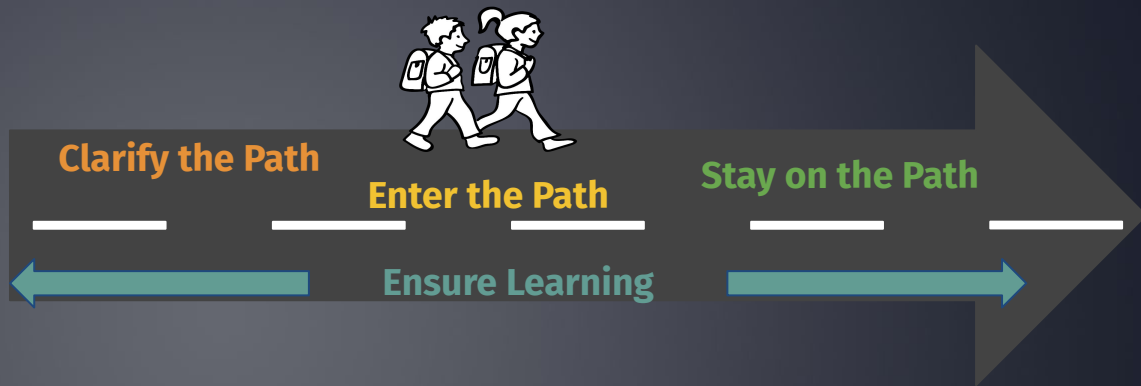 Clarify the Path
Enter the Path
Stay on the Path
Ensure Learning